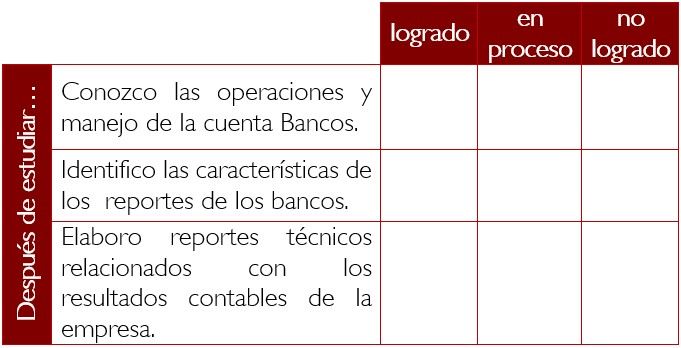 logrado
en
proceso
no
logrado
Después de estudiar…
Conozco las operaciones y
manejo de la cuenta Bancos.
Identifico las características de
los reportes de los bancos.
Elaboro reportes técnicos
relacionados con los
resultados contables de la
empresa.